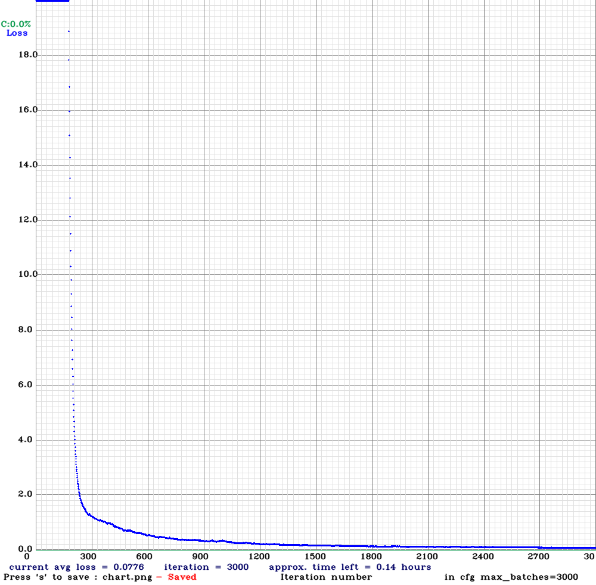 C:0.0%
Loss
18.0
16.0
14.0
12.0
10.0
8.0
6.0
4.0
2.0
0.0
0 300 600 900 1200 1500 1800 2100 2400 2700 300
current avg loss = 0.0776 iteration = 3000 approx. time left = 0.14 hours
Press 's' to save : chart.png - Saved Iteration number in cfg max_batches=3000